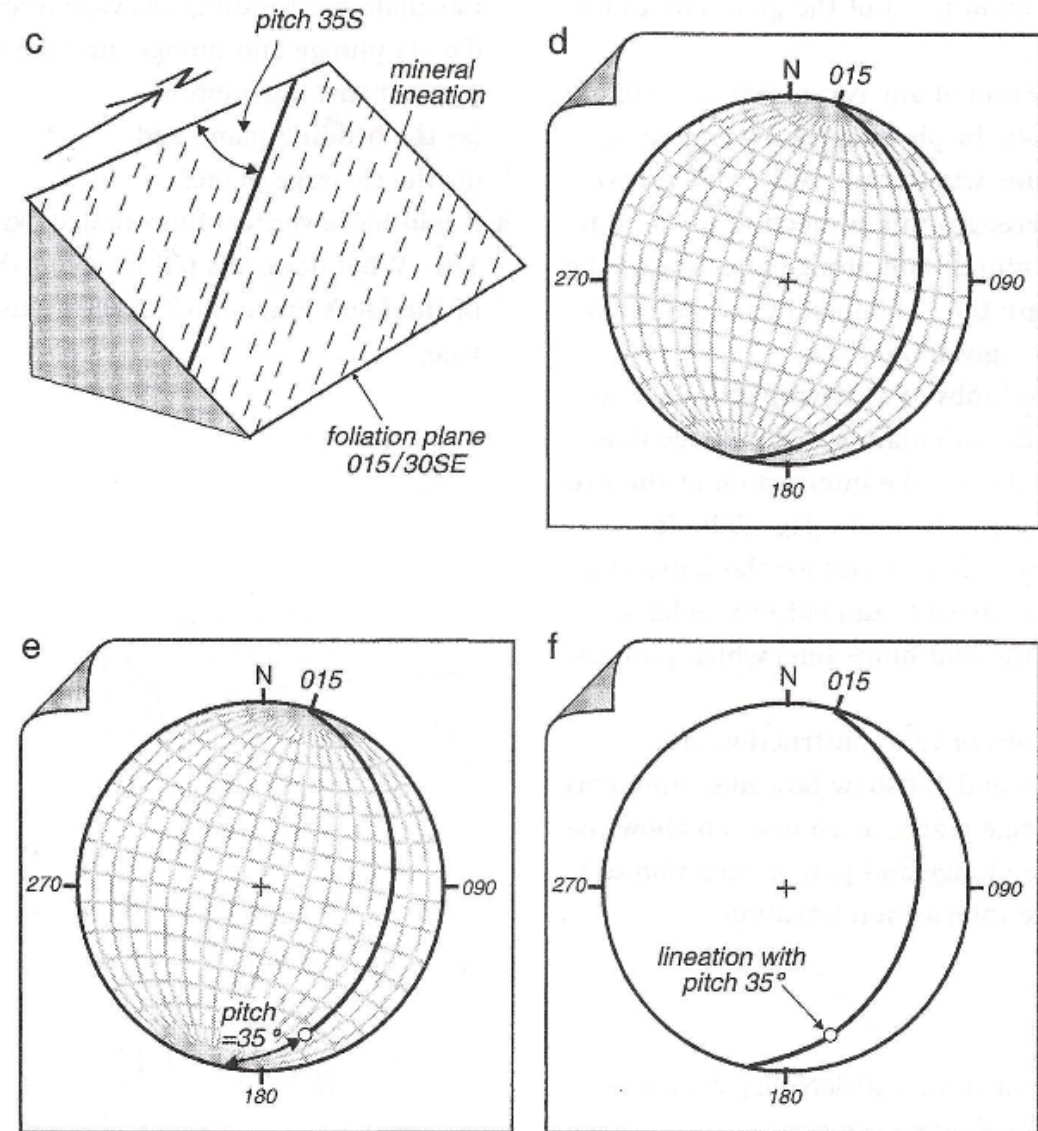 c
pitch 35S
N
mineral
lineation
foliation plane
015/30SE
d
N 015
270
090
180
e
N 015
270
090
pitch
=35°
180
f
N 015
270
090
lineation with
pitch 35°
180